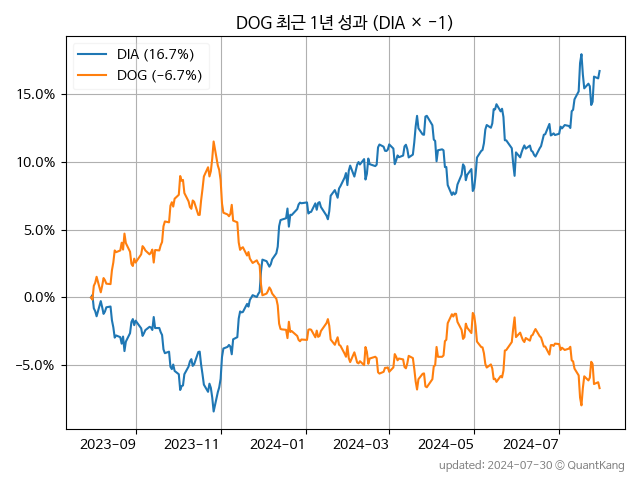 DOG 최근 1년 성과 (DIA × −1)
DIA (16.7%)
DOG (−6.7%)
15.0%
10.0%
5.0%
0.0%
−5.0%
2023-09
2023-11
2024-01
2024-03
2024-05
2024-07
updated: 2024-07-30 © QuantKang